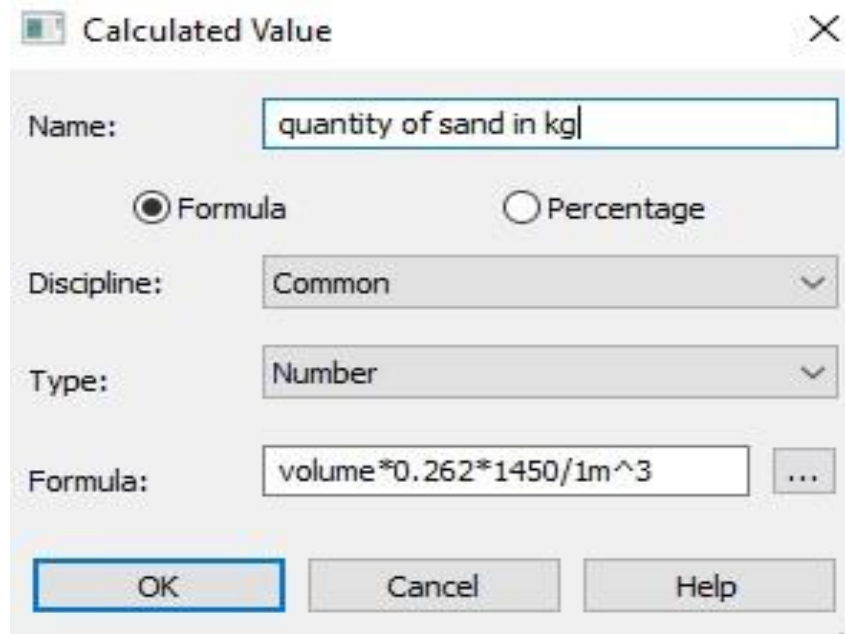 Calculated Value
Name: quantity of sand in kg
Formula Percentage
Discipline: Common
Type: Number
Formula: volume*0.262*1450/1m^3 ...
OK Cancel Help